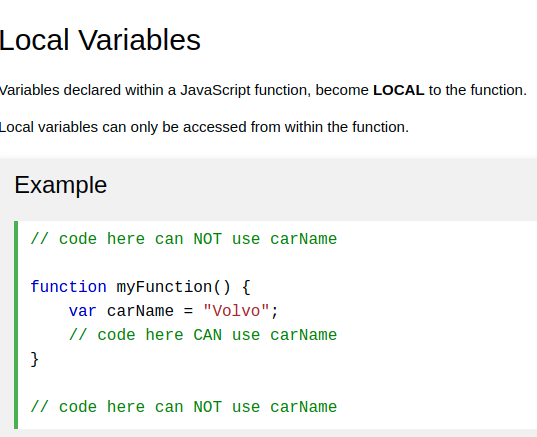 Local Variables
Variables declared within a JavaScript function, become LOCAL to the function.
Local variables can only be accessed from within the function.
Example
// code here can NOT use carName
function myFunction() {
    var carName = "Volvo";
    // code here CAN use carName
}
// code here can NOT use carName